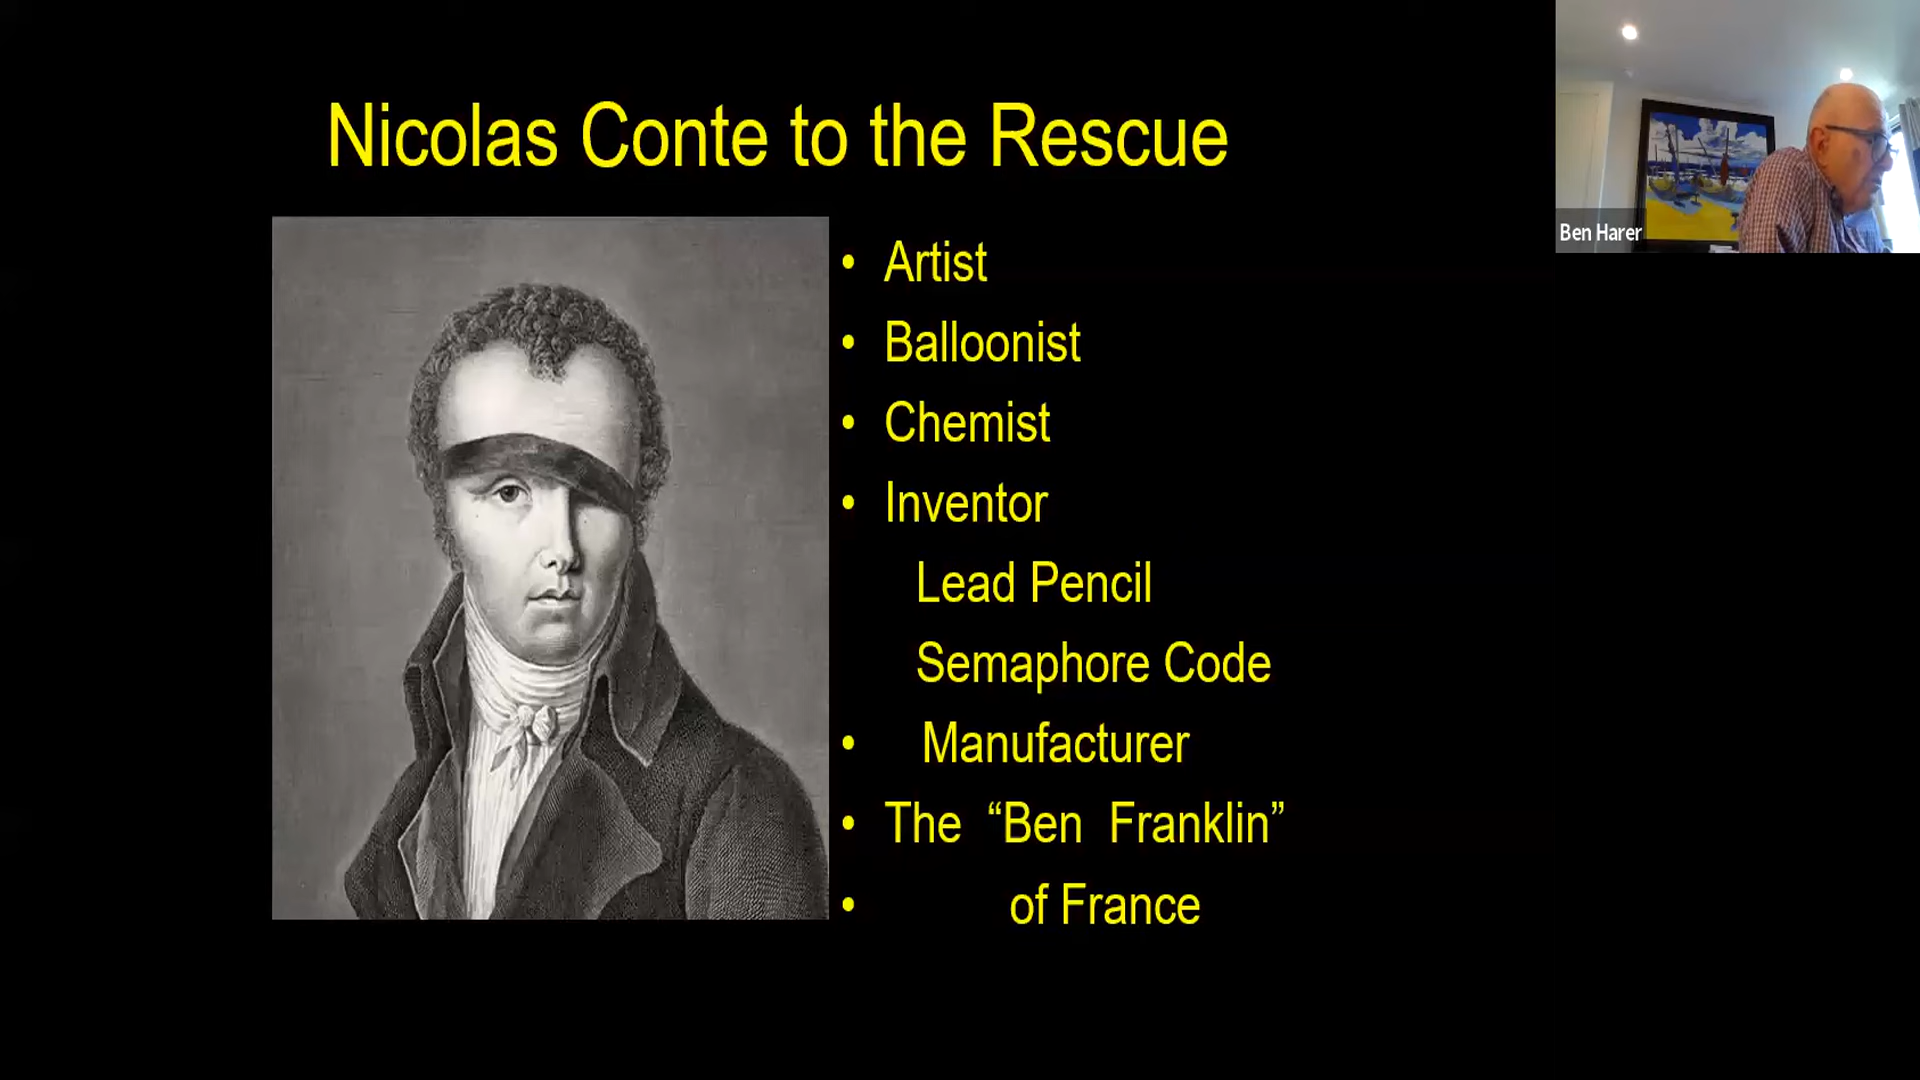 Nicolas Conte to the Rescue
• Artist
• Balloonist
• Chemist
• Inventor
Lead Pencil
Semaphore Code
• Manufacturer
• The “Ben Franklin”
• of France
Ben Harer